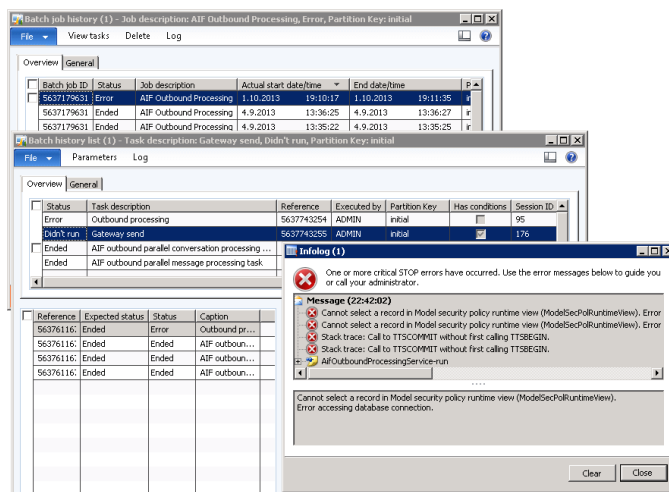 Batch job history (1) - Job description: AIF Outbound Processing, Error, Partition Key: initial
File View tasks Delete Log
Overview General
Batch job ID Status Job description Actual start date/time End date/time P
5637179631 Error AIF Outbound Processing 1.10.2013 19:10:17 1.10.2013 19:11:35 ir
5637179631 Ended AIF Outbound Processing 4.9.2013 13:36:25 4.9.2013 13:36:27 ir
5637179631 Ended AIF Outbound Processing 4.9.2013 13:35:22 4.9.2013 13:35:25 ir
Batch history list (1) - Task description: Gateway send, Didn't run, Partition Key: initial
File Parameters Log
Overview General
Status Task description Reference Executed by Partition Key Has conditions Session ID
Error Outbound processing 5637743254 ADMIN initial 95
Didn't run Gateway send 5637743255 ADMIN initial 176
Ended AIF outbound parallel conversation processing ...
Ended AIF outbound parallel message processing task
Reference Expected status Status Caption
563761167 Ended Error Outbound pr...
563761167 Ended Ended AIF outboun...
563761167 Ended Ended AIF outboun...
563761167 Ended Ended AIF outboun...
Infolog (1)
One or more critical STOP errors have occurred. Use the error messages below to guide you
or call your administrator.
Message (22:42:02)
Cannot select a record in Model security policy runtime view (ModelSecPolRuntimeView). Error
Cannot select a record in Model security policy runtime view (ModelSecPolRuntimeView). Error
Stack trace: Call to TTSCOMMIT without first calling TTSBEGIN.
Stack trace: Call to TTSCOMMIT without first calling TTSBEGIN.
AifOutboundProcessingService-run
Cannot select a record in Model security policy runtime view (ModelSecPolRuntimeView).
Error accessing database connection.
Clear Close